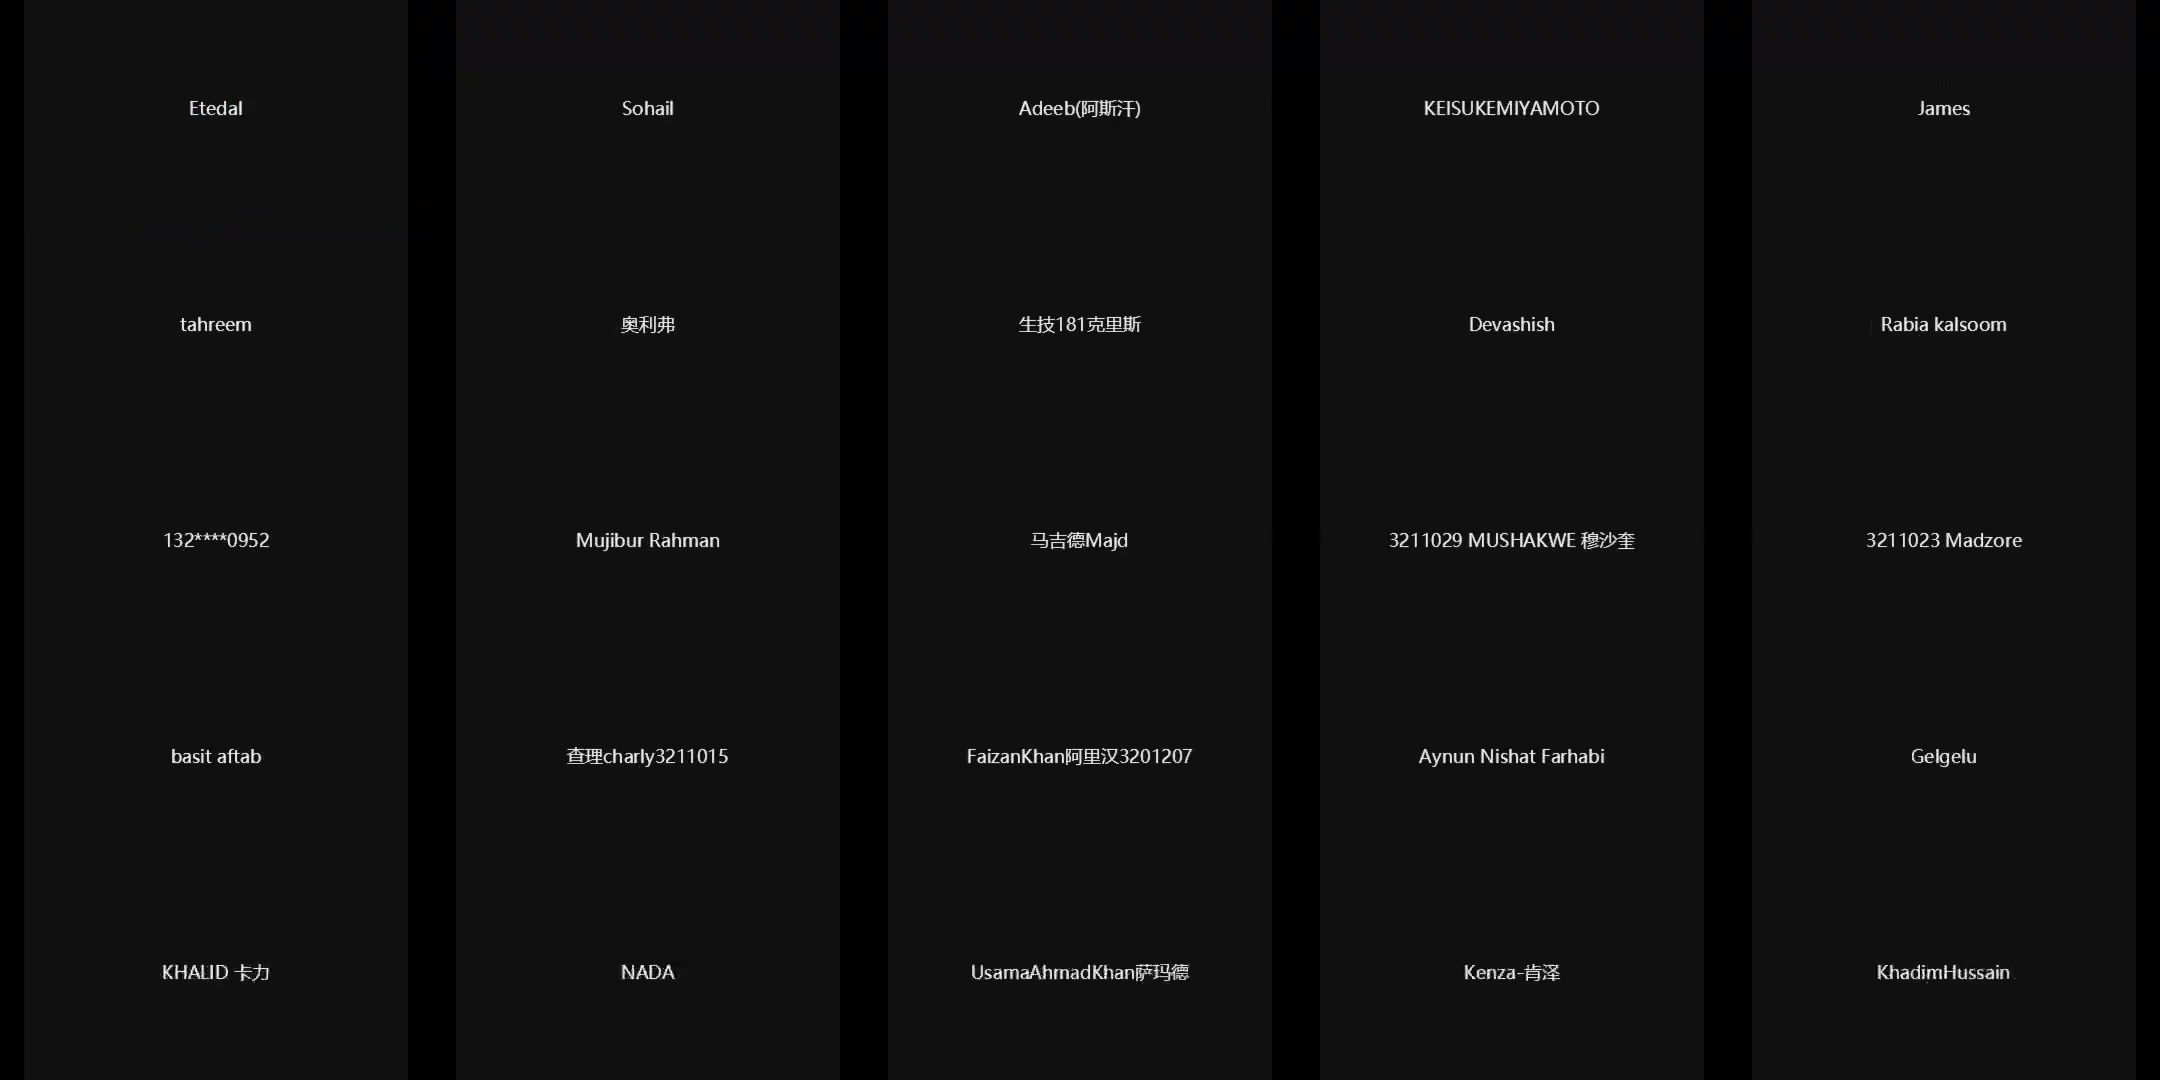 Etedal
Sohail
Adeeb(阿斯汗)
KEISUKEMIYAMOTO
James
tahreem
奥利弗
生技181克里斯
Devashish
Rabia kalsoom
132****0952
Mujibur Rahman
马吉德Majd
3211029 MUSHAKWE 穆沙奎
3211023 Madzore
basit aftab
查理charly3211015
FaizanKhan阿里汉3201207
Aynun Nishat Farhabi
Gelgelu
KHALID 卡力
NADA
UsamaAhmadKhan萨玛德
Kenza-肯泽
KhadimHussain